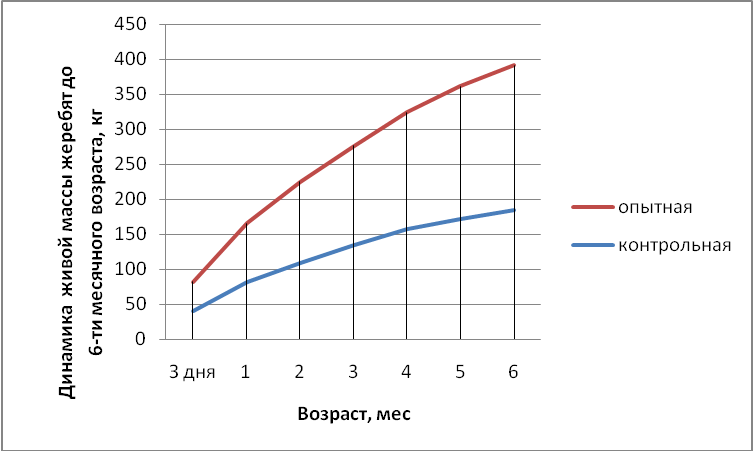 Динамика живой массы жеребят до
6-ти месячного возраста, кг
450
400
350
300
250
200
150
100
50
0
3 дня 1 2 3 4 5 6
Возраст, мес
опытная
контрольная